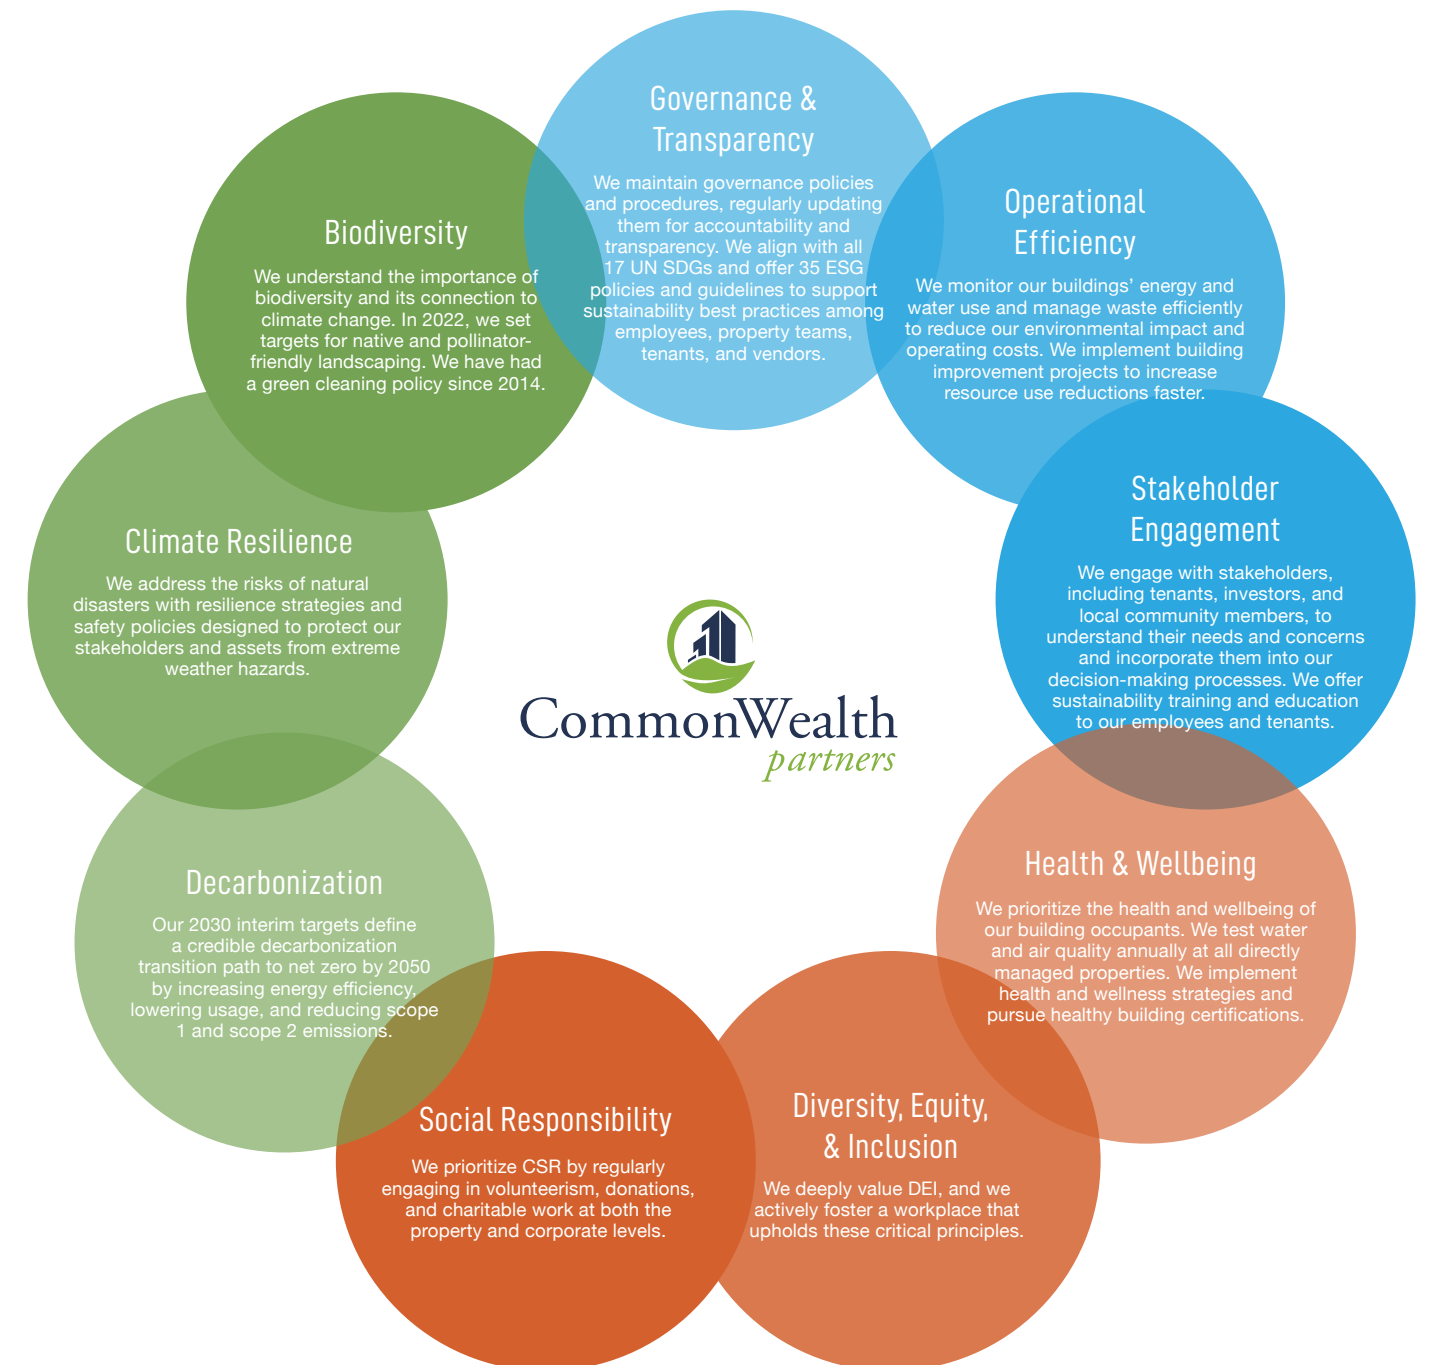 Governance &
Transparency
We maintain governance policies
and procedures, regularly updating
them for accountability and
transparency. We align with all
17 UN SDGs and offer 35 ESG
policies and guidelines to support
sustainability best practices among
employees, property teams,
tenants, and vendors.
Operational
Efficiency
We monitor our buildings’ energy and
water use and manage waste efficiently
to reduce our environmental impact and
operating costs. We implement building
improvement projects to increase
resource use reductions faster.
Stakeholder
Engagement
We engage with stakeholders,
including tenants, investors, and
local community members, to
understand their needs and concerns
and incorporate them into our
decision-making processes. We offer
sustainability training and education
to our employees and tenants.
Health & Wellbeing
We prioritize the health and wellbeing of
our building occupants. We test water
and air quality annually at all directly
managed properties. We implement
health and wellness strategies and
pursue healthy building certifications.
Diversity, Equity,
& Inclusion
We deeply value DEI, and we
actively foster a workplace that
upholds these critical principles.
Social Responsibility
We prioritize CSR by regularly
engaging in volunteerism, donations,
and charitable work at both the
property and corporate levels.
Decarbonization
Our 2030 interim targets define
a credible decarbonization
transition path to net zero by 2050
by increasing energy efficiency,
lowering usage, and reducing scope
1 and scope 2 emissions.
Climate Resilience
We address the risks of natural
disasters with resilience strategies and
safety policies designed to protect our
stakeholders and assets from extreme
weather hazards.
Biodiversity
We understand the importance of
biodiversity and its connection to
climate change. In 2022, we set
targets for native and pollinator-
friendly landscaping. We have had
a green cleaning policy since 2014.
CommonWealth
partners